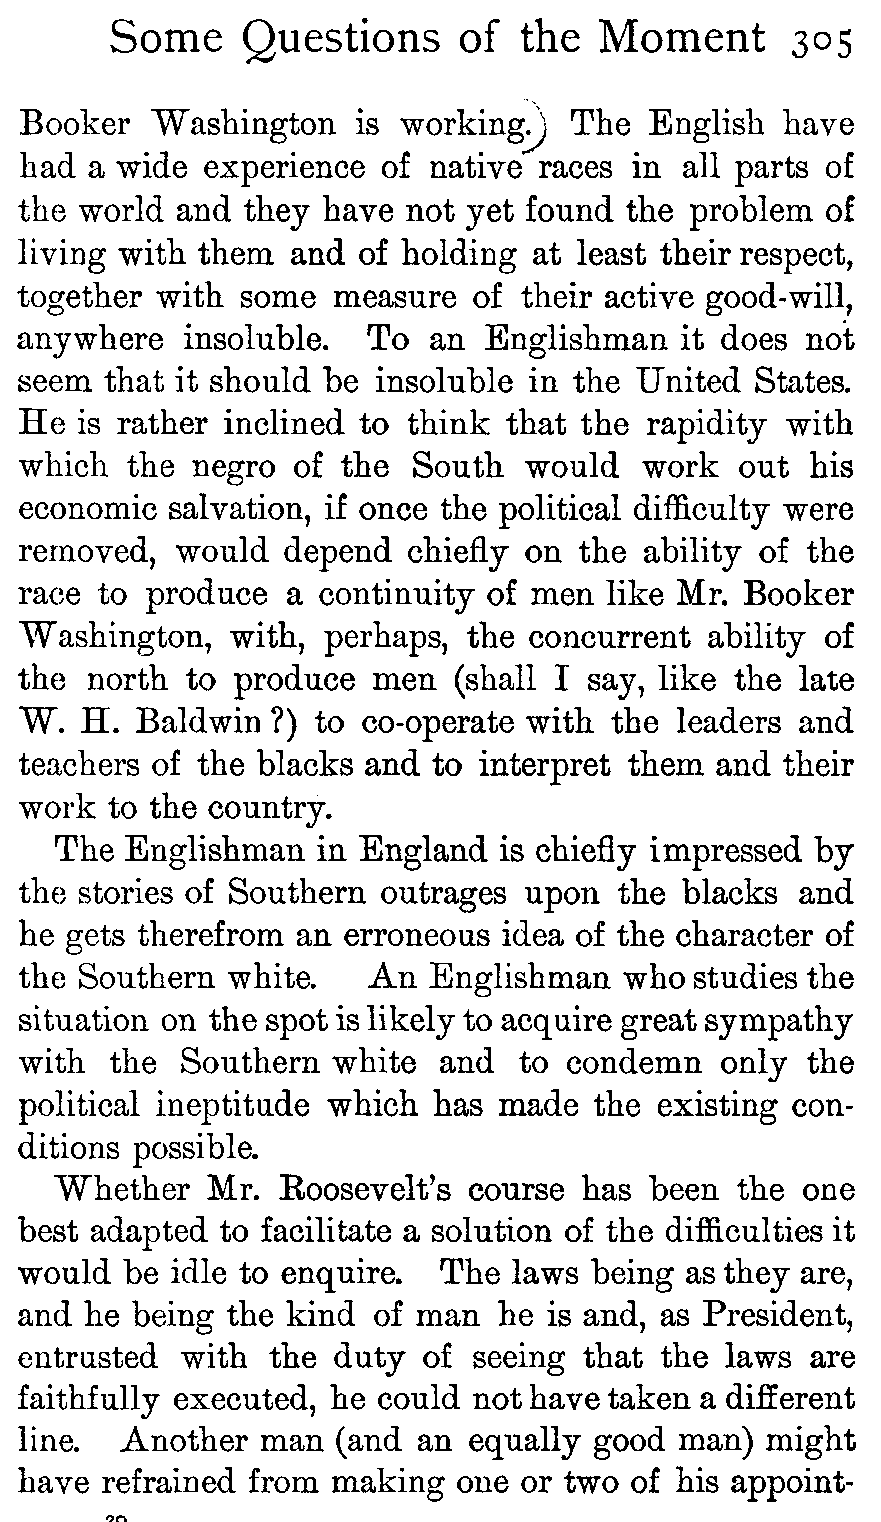 Some Questions of the Moment 305
Booker Washington is working.) The English have
had a wide experience of native races in all parts of
the world and they have not yet found the problem of
living with them and of holding at least their respect,
together with some measure of their active good-will,
anywhere insoluble. To an Englishman it does not
seem that it should be insoluble in the United States.
He is rather inclined to think that the rapidity with
which the negro of the South would work out his
economic salvation, if once the political difficulty were
removed, would depend chiefly on the ability of the
race to produce a continuity of men like Mr. Booker
Washington, with, perhaps, the concurrent ability of
the north to produce men (shall I say, like the late
W. H. Baldwin ?) to co-operate with the leaders and
teachers of the blacks and to interpret them and their
work to the country.
The Englishman in England is chiefly impressed by
the stories of Southern outrages upon the blacks and
he gets therefrom an erroneous idea of the character of
the Southern white. An Englishman who studies the
situation on the spot is likely to acquire great sympathy
with the Southern white and to condemn only the
political ineptitude which has made the existing con-
ditions possible.
Whether Mr. Roosevelt's course has been the one
best adapted to facilitate a solution of the difficulties it
would be idle to enquire. The laws being as they are,
and he being the kind of man he is and, as President,
entrusted with the duty of seeing that the laws are
faithfully executed, he could not have taken a different
line. Another man (and an equally good man) might
have refrained from making one or two of his appoint-